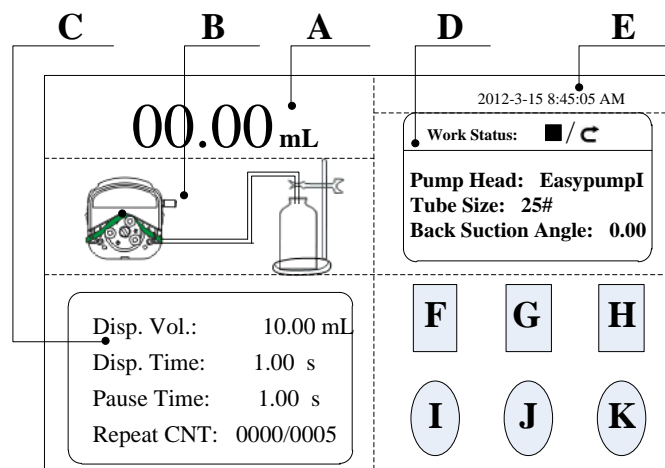 C B A D E
2012-3-15 8:45:05 AM
00.00 mL
Work Status: ■/
Pump Head: EasypumpI
Tube Size: 25#
Back Suction Angle: 0.00
Disp. Vol.: 10.00 mL
Disp. Time: 1.00 s
Pause Time: 1.00 s
Repeat CNT: 0000/0005
F G H
I J K